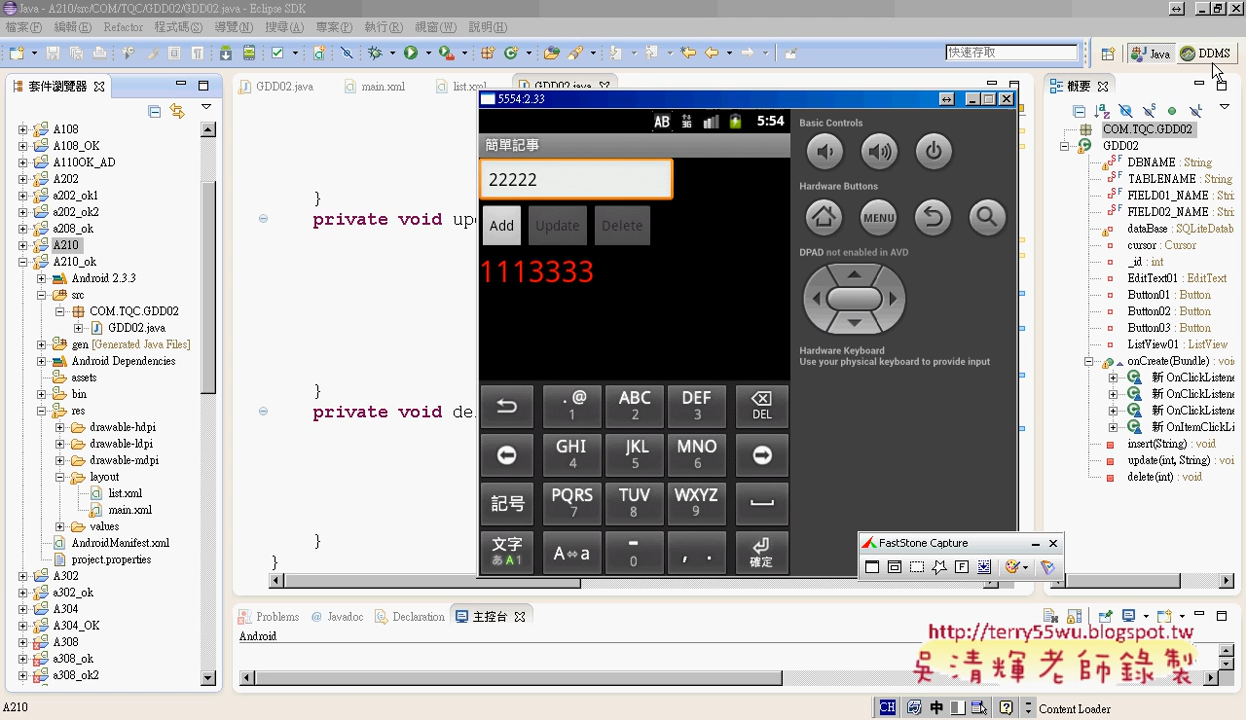 Java - A210/src/COM/TQC/GDD02/GDD02.java - Eclipse SDK
檔案(F) 編輯(E) Refactor 程式碼(S) 導覽(N) 搜尋(A) 專案(P) 執行(R) 視窗(W) 說明(H)
快速存取
Java
DDMS
套件瀏覽器
A108
A108_OK
A110OK_AD
A202
a202_ok1
a202_ok2
a208_ok
A210
A210_ok
Android 2.3.3
src
COM.TQC.GDD02
GDD02.java
gen [Generated Java Files]
Android Dependencies
assets
bin
res
drawable-hdpi
drawable-ldpi
drawable-mdpi
layout
list.xml
main.xml
values
AndroidManifest.xml
project.properties
A302
a302_ok
A304
A304_OK
A308
a308_ok
a308_ok2
GDD02.java
main.xml
list.xml
GDD02.java
}
private void up
}
private void de
}
}
5554:2.33
AB
3G
5:54
簡單記事
22222
Add
Update
Delete
1113333
. @
1
ABC
2
DEF
3
DEL
GHI
4
JKL
5
MNO
6
記号
PQRS
7
TUV
8
WXYZ
9
文字
あA1
A⇔a
-
0
, .
確定
Basic Controls
Hardware Buttons
MENU
DPAD not enabled in AVD
Hardware Keyboard
Use your physical keyboard to provide input
FastStone Capture
概要
COM.TQC.GDD02
GDD02
DBNAME : String
TABLENAME : String
FIELD01_NAME : Stri
FIELD02_NAME : Stri
dataBase : SQLiteDatab
cursor : Cursor
_id : int
EditText01 : EditText
Button01 : Button
Button02 : Button
Button03 : Button
ListView01 : ListView
onCreate(Bundle) : voi
新 OnClickListene
新 OnClickListene
新 OnClickListene
新 OnItemClickLi
insert(String) : void
update(int, String) : voi
delete(int) : void
Problems
@ Javadoc
Declaration
主控台
Android
http://terry55wu.blogspot.tw
吳清輝老師錄製
A210
CH
中
Content Loader